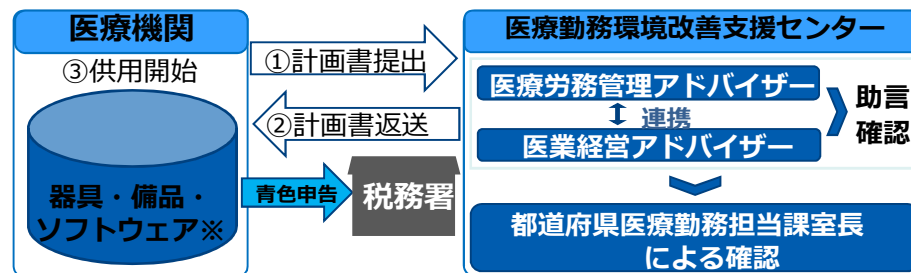 医療機関
③供用開始
器具・備品・
ソフトウェア※
①計画書提出
②計画書返送
青色申告
税務署
医療勤務環境改善支援センター
医療労務管理アドバイザー
連携
医業経営アドバイザー
助言
確認
都道府県医療勤務担当課室長
による確認